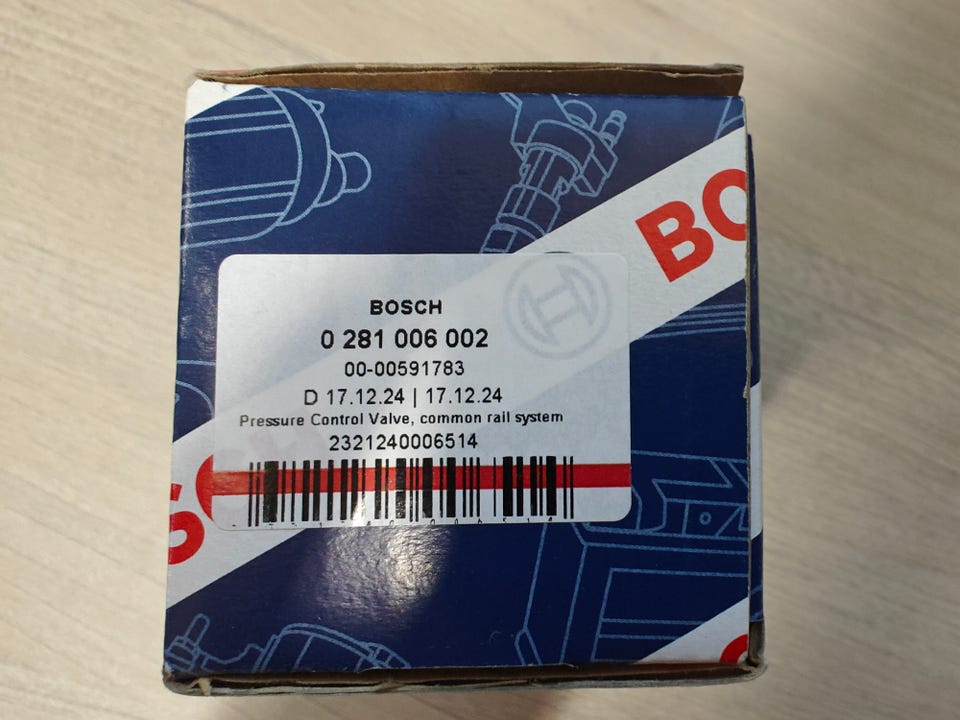 BO
BOSCH
0 281 006 002
00-00591783
D 17.12.24 | 17.12.24
Pressure Control Valve, common rail system
2321240006514
S